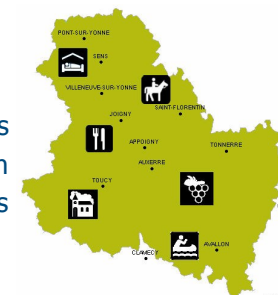 PONT-SUR-YONNE
SENS
VILLENEUVE-SUR-YONNE
SAINT-FLORENTIN
JOIGNY
s
APPOIGNY
TONNERRE
n
AUXERRE
TOUCY
s
AVALLON
CLAMECY